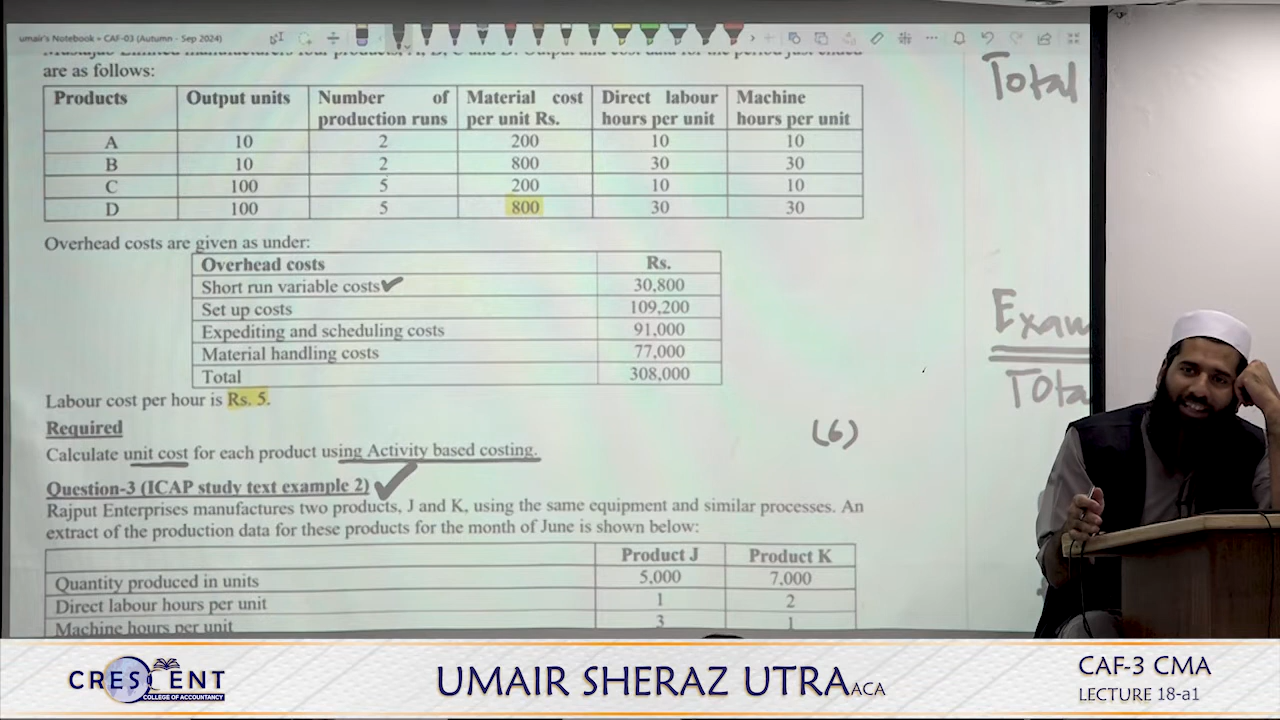 umair's Notebook » CAF-03 (Autumn - Sep 2024)
are as follows:
Products Output units Number of production runs Material cost per unit Rs. Direct labour hours per unit Machine hours per unit
A 10 2 200 10 10
B 10 2 800 30 30
C 100 5 200 10 10
D 100 5 800 30 30
Overhead costs are given as under:
Overhead costs Rs.
Short run variable costs✔ 30,800
Set up costs 109,200
Expediting and scheduling costs 91,000
Material handling costs 77,000
Total 308,000
Labour cost per hour is Rs. 5.
Required
(6)
Calculate unit cost for each product using Activity based costing.
Question-3 (ICAP study text example 2) ✔
Rajput Enterprises manufactures two products, J and K, using the same equipment and similar processes. An
extract of the production data for these products for the month of June is shown below:
Product J Product K
Quantity produced in units 5,000 7,000
Direct labour hours per unit 1 2
Machine hours per unit 3 1
Total
Exam
Tota
CRESCENT
COLLEGE OF ACCOUNTANCY
UMAIR SHERAZ UTRA ACA
CAF-3 CMA
LECTURE 18-a1